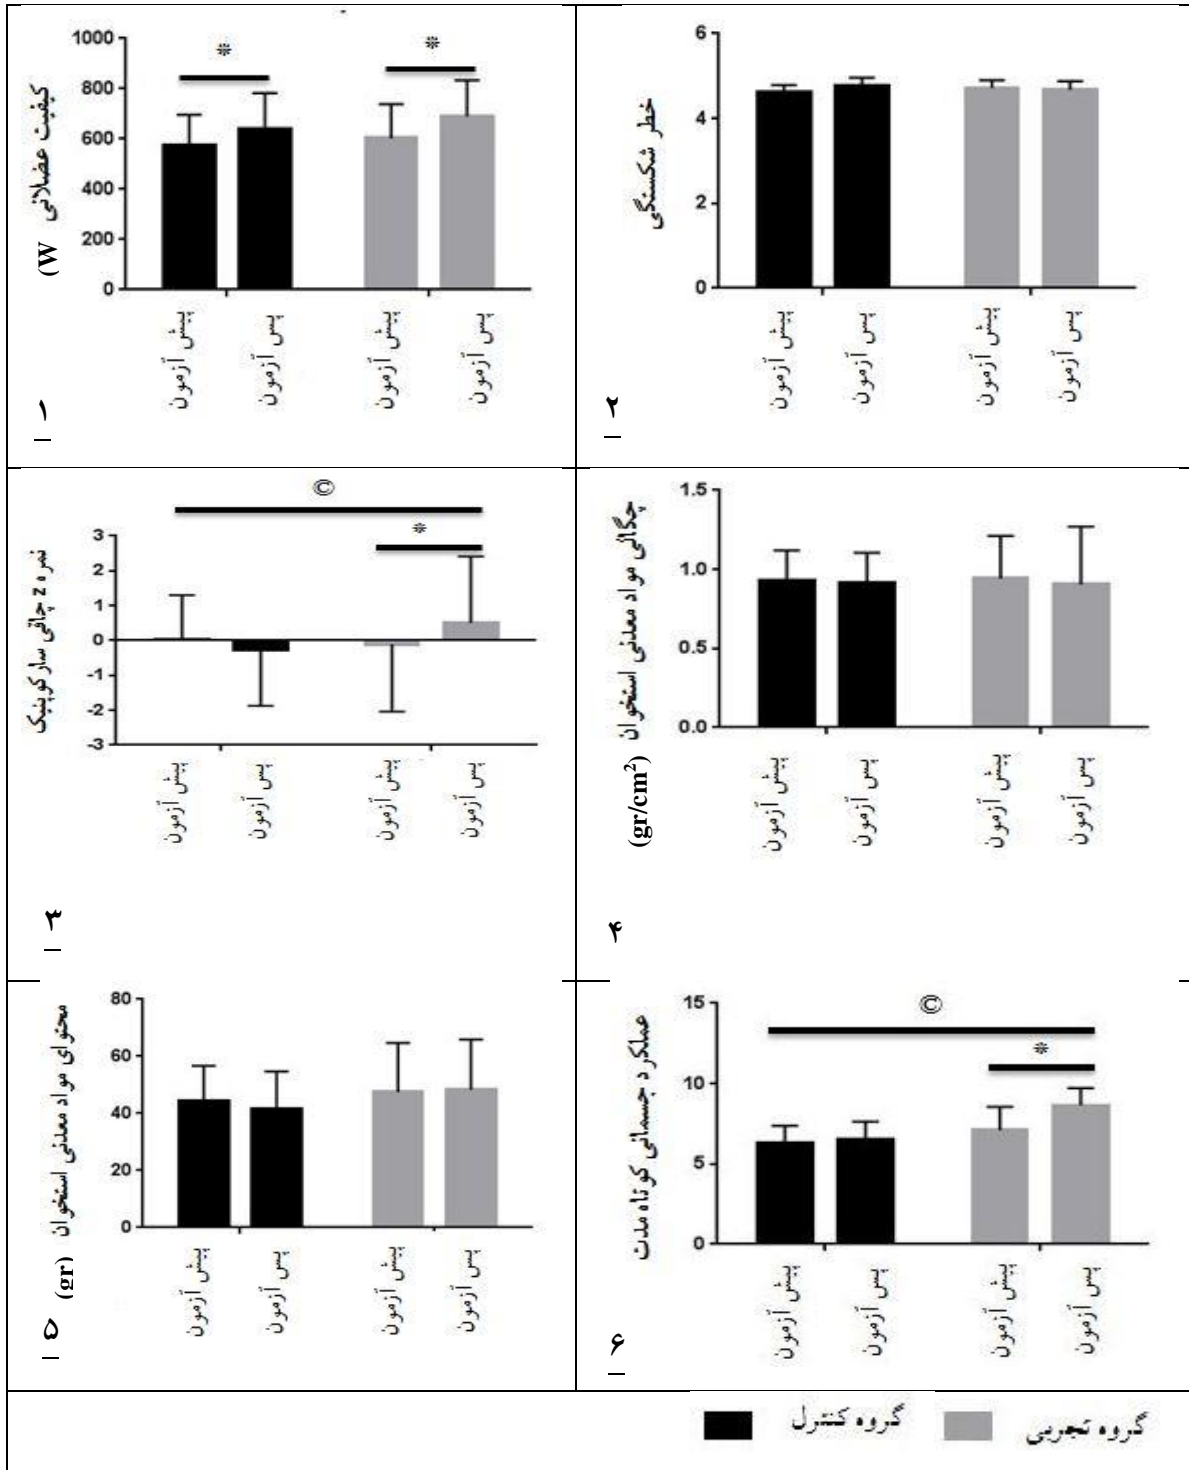 کیفیت عضلانی (W
1000
800
600
400
200
0
*
*
پیش آزمون
پس آزمون
پیش آزمون
پس آزمون
۱
خطر شکستگی
6
4
2
0
پیش آزمون
پس آزمون
پیش آزمون
پس آزمون
۲
نمره z چاقی سارکوپنیک
3
2
1
0
-1
-2
-3
©
*
پیش آزمون
پس آزمون
پیش آزمون
پس آزمون
۳
چگالی مواد معدنی استخوان (gr/cm²)
1.5
1.0
0.5
0.0
پیش آزمون
پس آزمون
پیش آزمون
پس آزمون
۴
محتوای مواد معدنی استخوان (gr)
80
60
40
20
0
پیش آزمون
پس آزمون
پیش آزمون
پس آزمون
۵
عملکرد جسمانی کوتاه مدت
15
10
5
0
©
*
پیش آزمون
پس آزمون
پیش آزمون
پس آزمون
۶
گروه تجربی
گروه کنترل